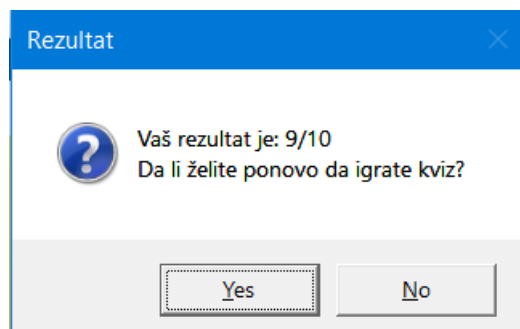 Rezultat
Vaš rezultat je: 9/10
Da li želite ponovo da igrate kviz?
Yes
No